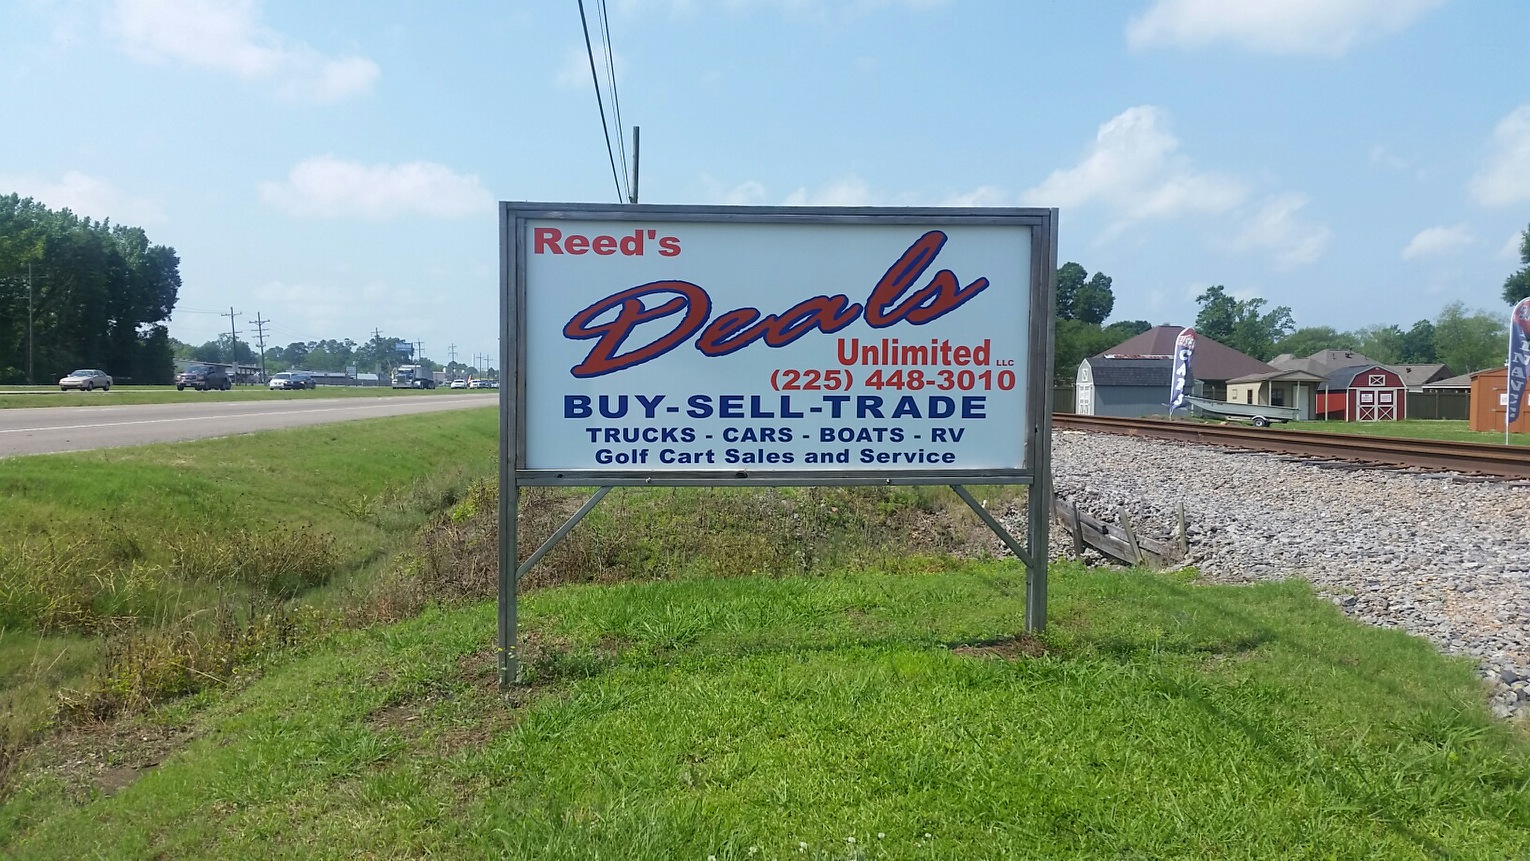 Reed's
Deals
Unlimited LLC
(225) 448-3010
BUY-SELL-TRADE
TRUCKS - CARS - BOATS - RV
Golf Cart Sales and Service
CARS